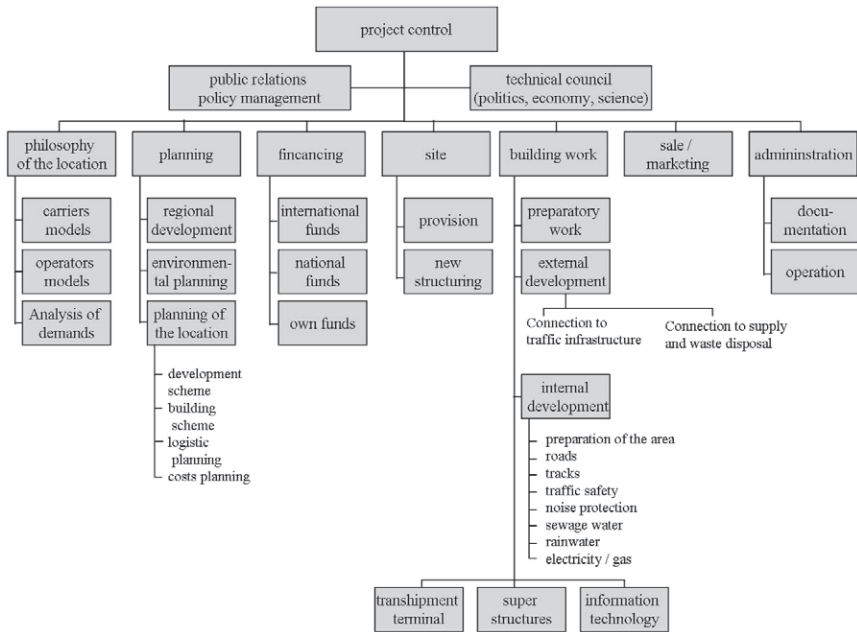 project control
public relations
policy management
technical council
(politics, economy, science)
philosophy
of the location
planning
fincancing
site
building work
sale /
marketing
admininstration
carriers
models
operators
models
Analysis of
demands
regional
development
environmen-
tal planning
planning of
the location
development
scheme
building
scheme
logistic
planning
costs planning
international
funds
national
funds
own funds
provision
new
structuring
preparatory
work
external
development
Connection to
traffic infrastructure
Connection to supply
and waste disposal
internal
development
preparation of the area
roads
tracks
traffic safety
noise protection
sewage water
rainwater
electricity / gas
transhipment
terminal
super
structures
information
technology
docu-
mentation
operation